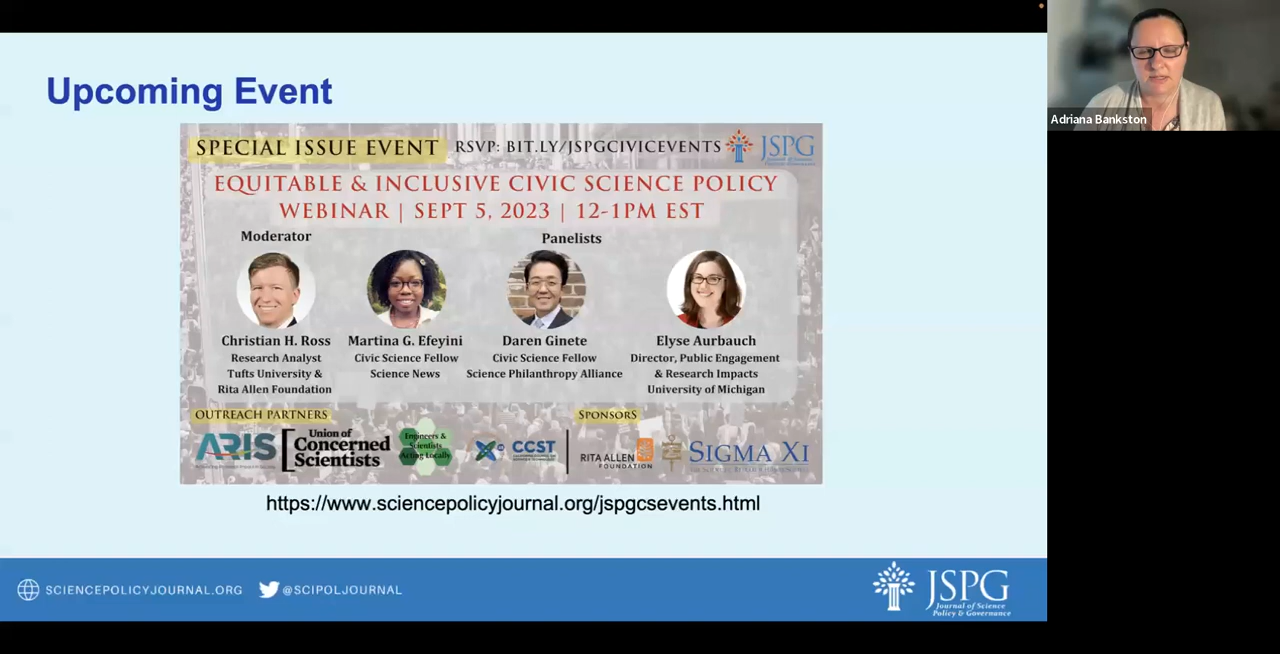 Upcoming Event
SPECIAL ISSUE EVENT RSVP: BIT.LY/JSPGCIVICEVENTS JSPG
EQUITABLE & INCLUSIVE CIVIC SCIENCE POLICY
WEBINAR | SEPT 5, 2023 | 12-1PM EST
Moderator
Panelists
Christian H. Ross
Research Analyst
Tufts University &
Rita Allen Foundation
Martina G. Efeyini
Civic Science Fellow
Science News
Daren Ginete
Civic Science Fellow
Science Philanthropy Alliance
Elyse Aurbauch
Director, Public Engagement
& Research Impacts
University of Michigan
OUTREACH PARTNERS
SPONSORS
ARIS
Union of
Concerned
Scientists
Engineers &
Scientists
Acting Locally
CCST
RITA ALLEN
FOUNDATION
SIGMA XI
https://www.sciencepolicyjournal.org/jspgcsevents.html
SCIENCEPOLICYJOURNAL.ORG @SCIPOLJOURNAL
JSPG
Journal of Science
Policy & Governance
Adriana Bankston